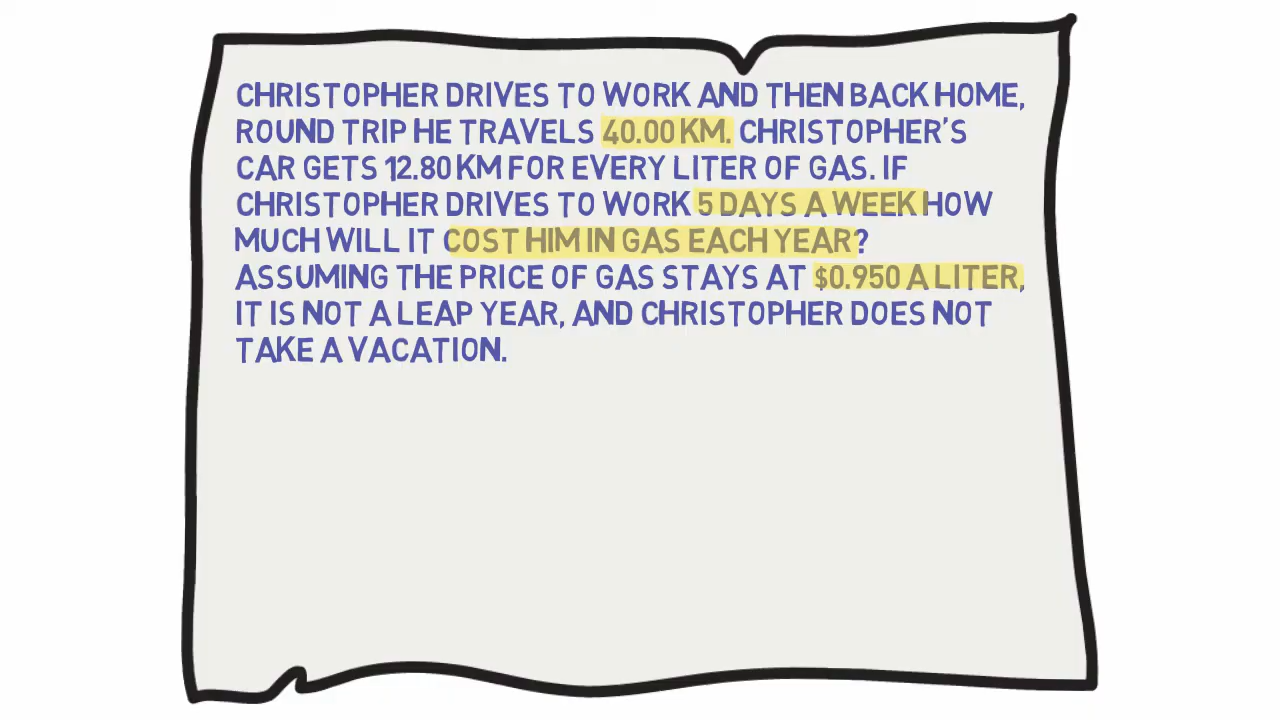 CHRISTOPHER DRIVES TO WORK AND THEN BACK HOME,
ROUND TRIP HE TRAVELS 40.00 KM. CHRISTOPHER'S
CAR GETS 12.80 KM FOR EVERY LITER OF GAS. IF
CHRISTOPHER DRIVES TO WORK 5 DAYS A WEEK HOW
MUCH WILL IT COST HIM IN GAS EACH YEAR?
ASSUMING THE PRICE OF GAS STAYS AT $0.950 A LITER,
IT IS NOT A LEAP YEAR, AND CHRISTOPHER DOES NOT
TAKE A VACATION.